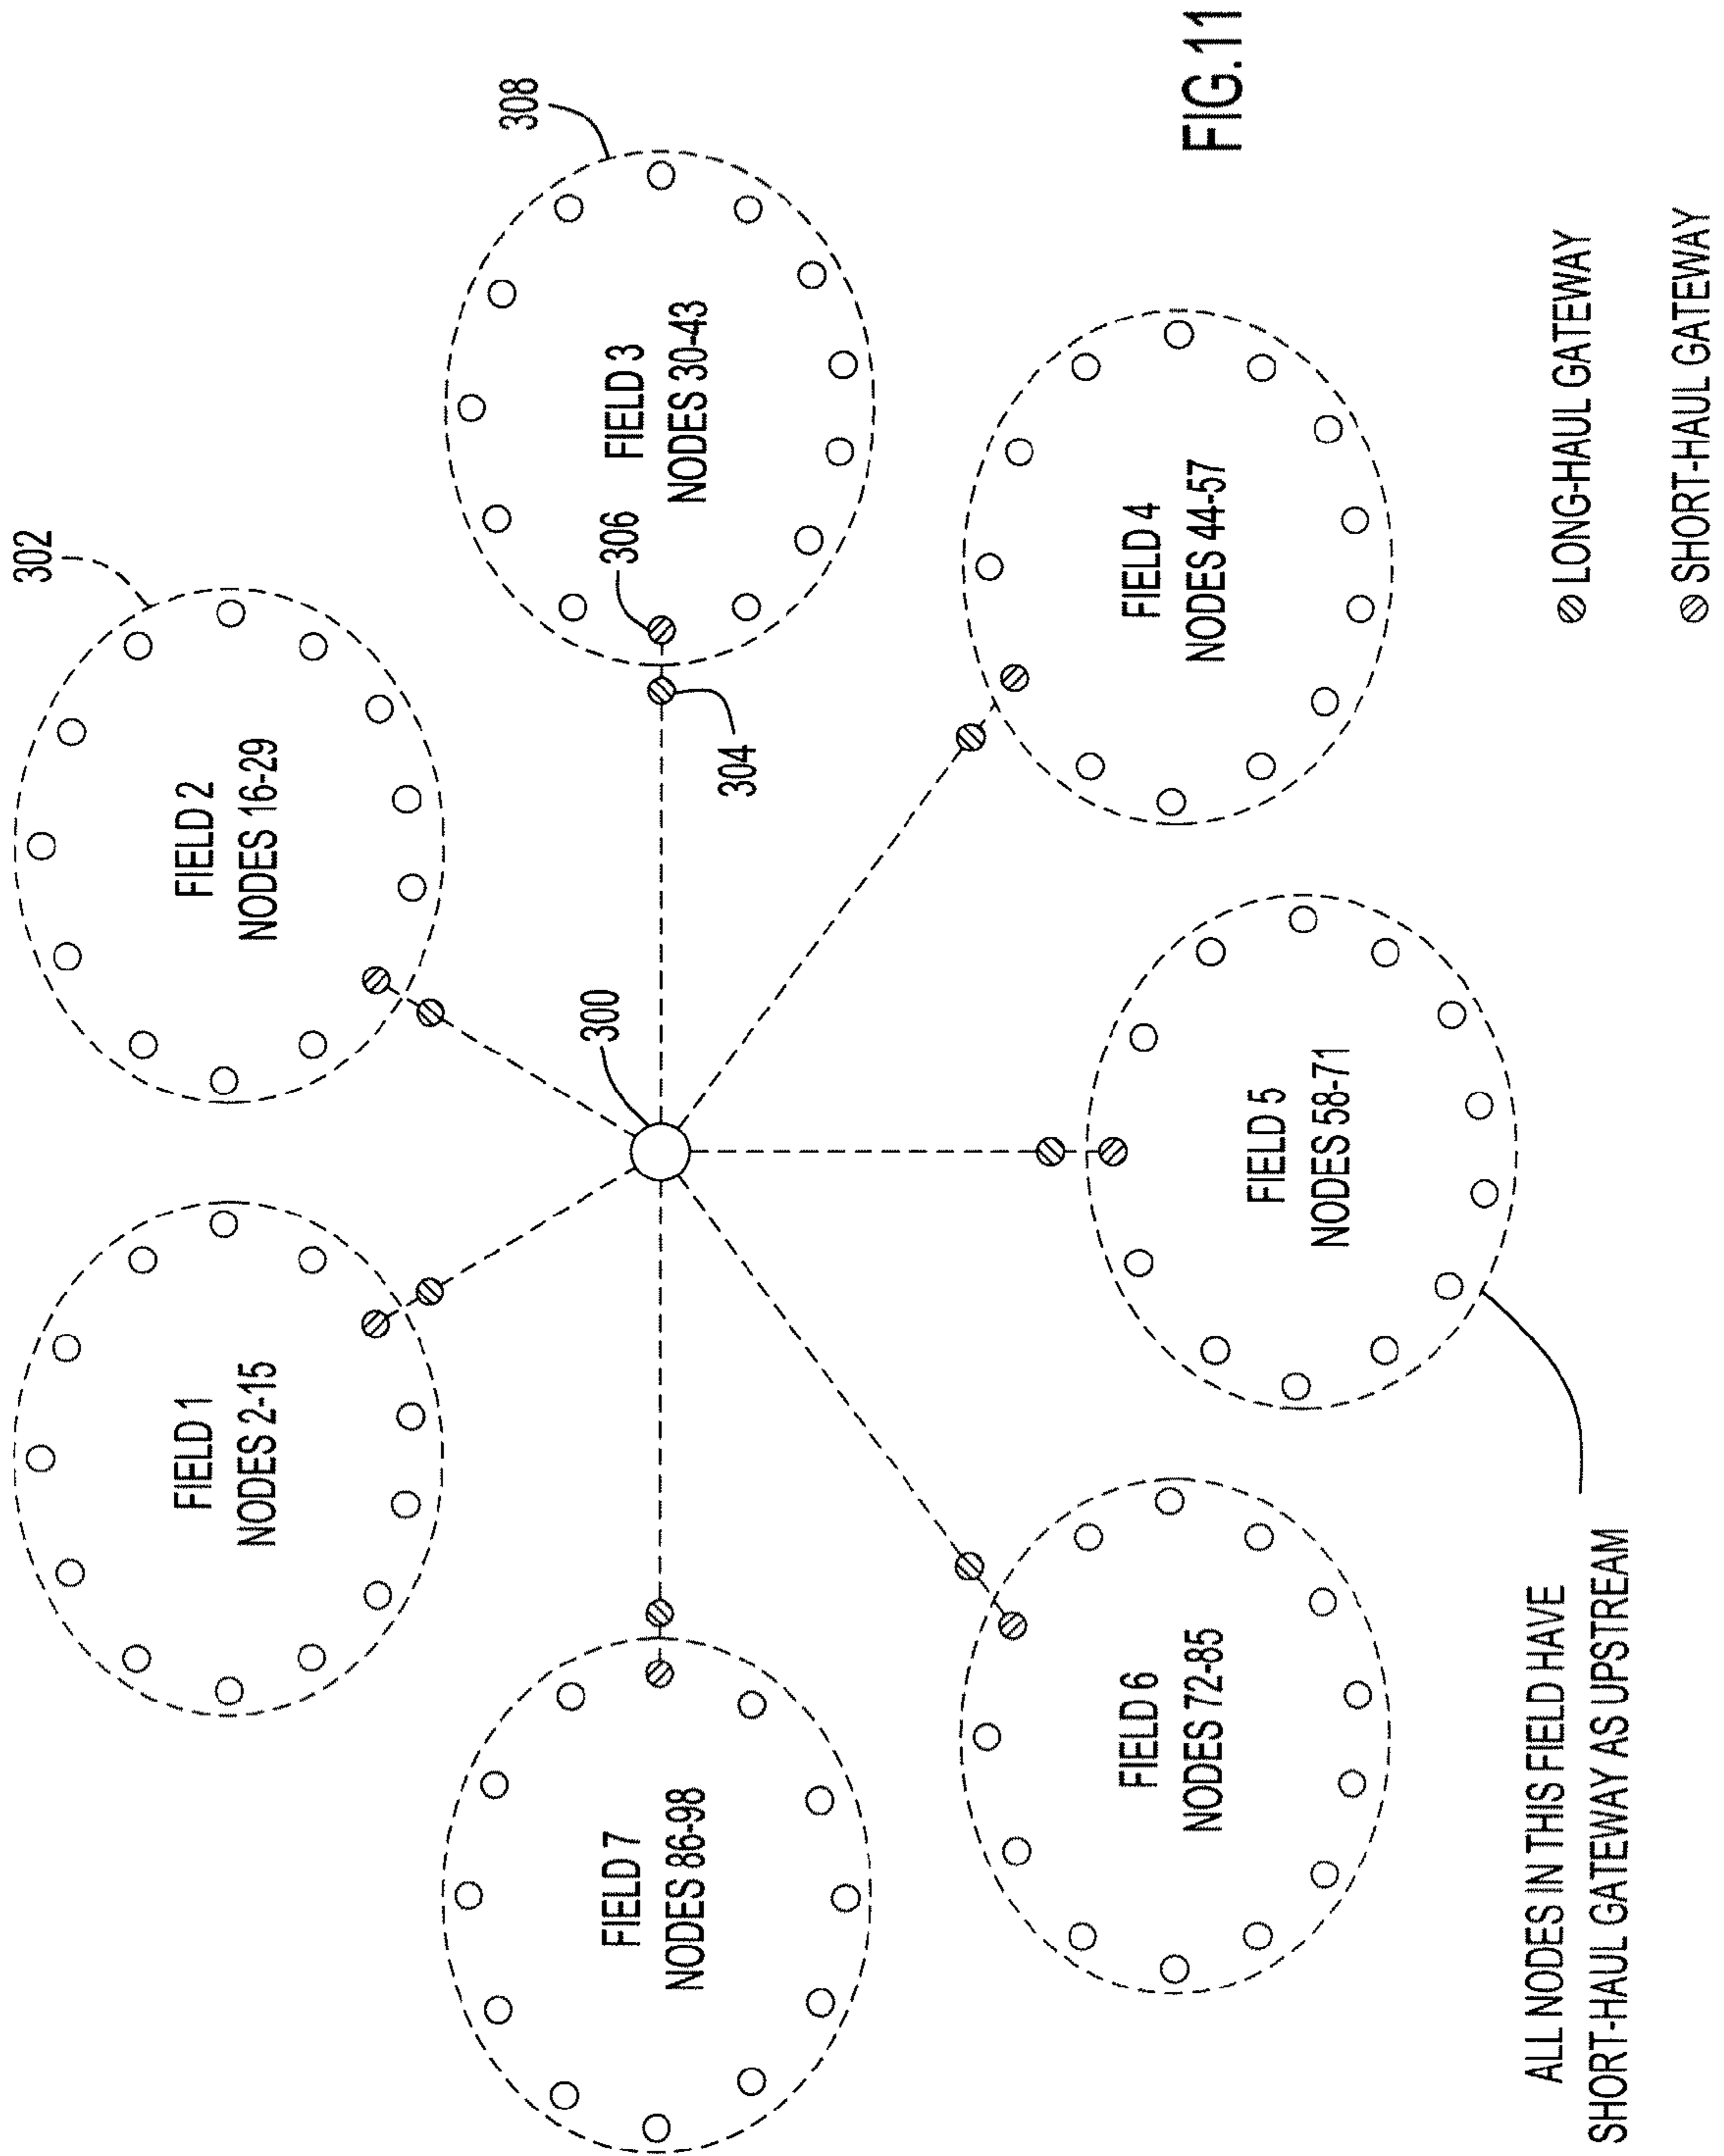 FIELD 1
NODES 2-15
FIELD 2
NODES 16-29
302
308
FIELD 7
NODES 86-98
300
304
306
FIELD 3
NODES 30-43
FIELD 6
NODES 72-85
FIELD 5
NODES 58-71
FIELD 4
NODES 44-57
FIG.11
ALL NODES IN THIS FIELD HAVE
SHORT-HAUL GATEWAY AS UPSTREAM
LONG-HAUL GATEWAY
SHORT-HAUL GATEWAY